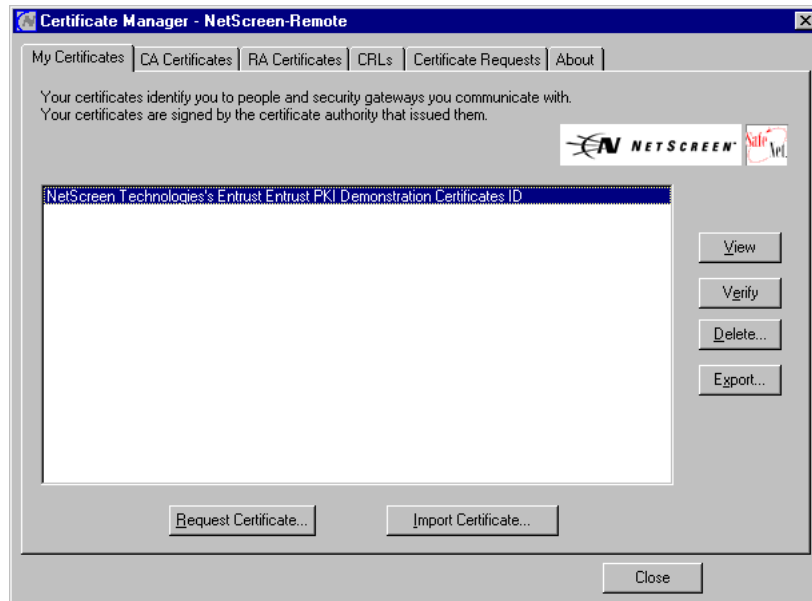 Certificate Manager - NetScreen-Remote
My Certificates
CA Certificates
RA Certificates
CRLs
Certificate Requests
About
Your certificates identify you to people and security gateways you communicate with.
Your certificates are signed by the certificate authority that issued them.
NETSCREEN
Safe Net
NetScreen Technologies's Entrust Entrust PKI Demonstration Certificates ID
View
Verify
Delete...
Export...
Request Certificate...
Import Certificate...
Close